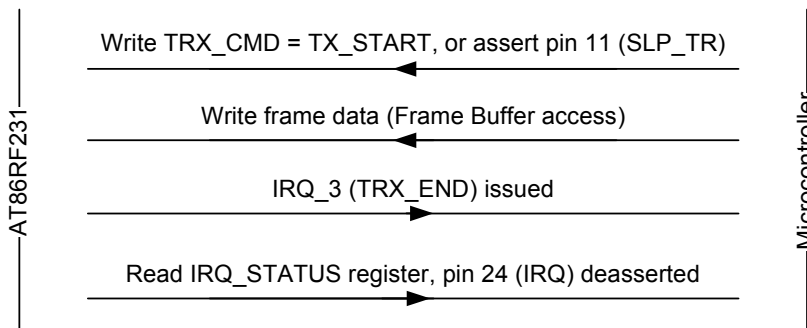 Write TRX_CMD = TX_START, or assert pin 11 (SLP_TR)
Write frame data (Frame Buffer access)
IRQ_3 (TRX_END) issued
Read IRQ_STATUS register, pin 24 (IRQ) deasserted
AT86RF231
Microcontroller